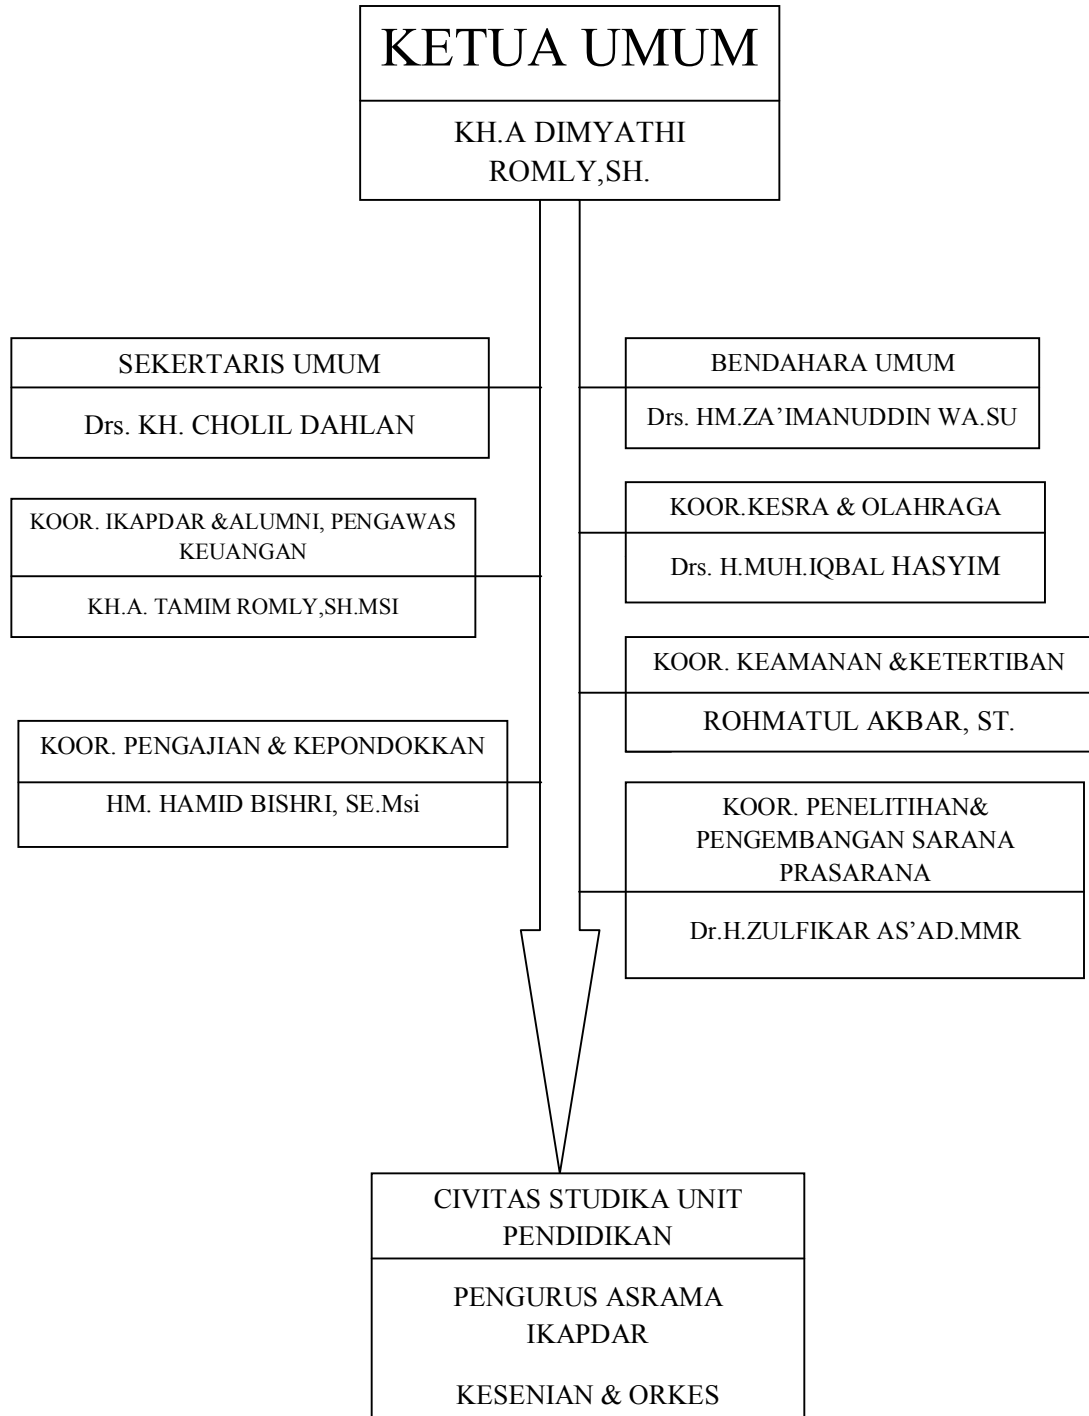 KETUA UMUM
KH.A DIMYATHI
ROMLY,SH.
SEKERTARIS UMUM
Drs. KH. CHOLIL DAHLAN
BENDAHARA UMUM
Drs. HM.ZA’IMANUDDIN WA.SU
KOOR. IKAPDAR &ALUMNI, PENGAWAS
KEUANGAN
KH.A. TAMIM ROMLY,SH.MSI
KOOR.KESRA & OLAHRAGA
Drs. H.MUH.IQBAL HASYIM
KOOR. KEAMANAN &KETERTIBAN
ROHMATUL AKBAR, ST.
KOOR. PENGAJIAN & KEPONDOKKAN
HM. HAMID BISHRI, SE.Msi
KOOR. PENELITIHAN&
PENGEMBANGAN SARANA
PRASARANA
Dr.H.ZULFIKAR AS’AD.MMR
CIVITAS STUDIKA UNIT
PENDIDIKAN
PENGURUS ASRAMA
IKAPDAR
KESENIAN & ORKES